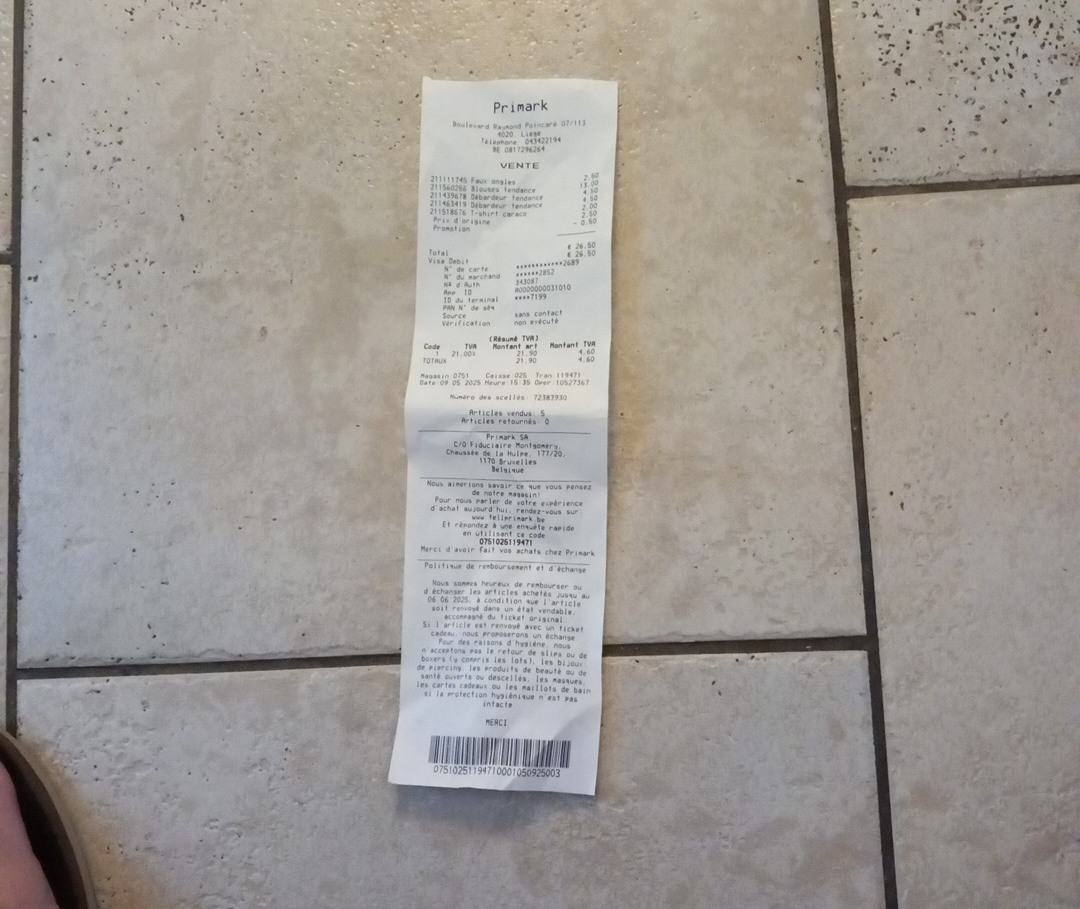 Primark
Boulevard Raymond Poincaré 07/113
4020, Liege
Téléphone 043422194
BE 0817296264
VENTE
211111745 Faux ongles 2.60
211560286 Blouses tendance 13.00
211439678 Débardeur tendance 4.50
211463419 Débardeur tendance 4.50
211518676 T-shirt caraco 2.00
Prix d'origine 2.50
Promotion - 0.50
Total € 26.50
Visa Debit € 26.50
N° de carte ************2689
N° du marchand ******2852
N# d'Auth 343087
App ID A0000000031010
ID du terminal ****7199
PAN N° de séq
Source sans contact
Vérification non exécuté
(Résumé TVA)
Code TVA Montant art Montant TVA
1 21.00% 21.90 4.60
TOTAUX 21.90 4.60
Magasin:0751 Caisse:025 Tran:119471
Date:09.05.2025 Heure:15:35 Oper:10527367
Numéro des scellés: 72387930
Articles vendus: 5
Articles retournés: 0
Primark SA
C/O Fiduciaire Montgomery,
Chaussée de la Hulpe, 177/20,
1170 Bruxelles
Belgique
Nous aimerions savoir ce que vous pensez
de notre magasin!
Pour nous parler de votre expérience
d'achat aujourd'hui, rendez-vous sur
www.tellprimark.be
Et répondez à une enquête rapide
en utilisant ce code
0751025119471
Merci d'avoir fait vos achats chez Primark
Politique de remboursement et d'échange
Nous sommes heureux de rembourser ou
d'échanger les articles achetés jusqu'au
06.06.2025, à condition que l'article
soit renvoyé dans un état vendable,
accompagné du ticket original.
Si l'article est renvoyé avec un ticket
cadeau, nous proposerons un échange
Pour des raisons d'hygiène, nous
n'acceptons pas le retour de slips ou de
boxers (y compris les lots), les bijoux
de piercing, les produits de beauté ou de
santé ouverts ou descellés, les masques,
les cartes cadeaux ou les maillots de bain
si la protection hygiénique n'est pas
intacte
MERCI
07510251194710001050925003